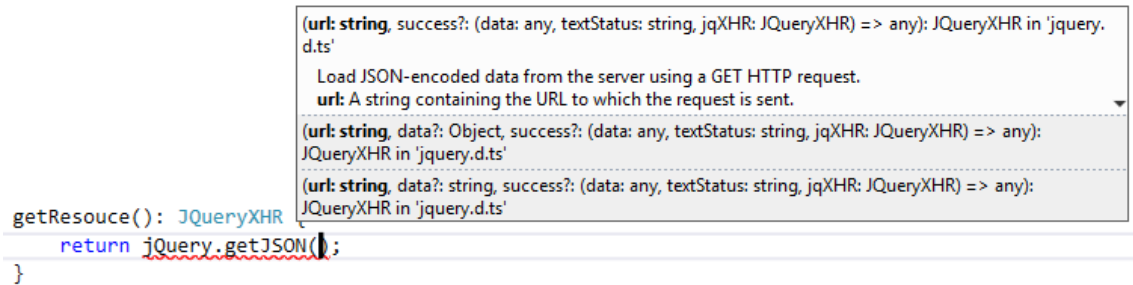 (url: string, success?: (data: any, textStatus: string, jqXHR: JQueryXHR) => any): JQueryXHR in 'jquery.
d.ts'
Load JSON-encoded data from the server using a GET HTTP request.
url: A string containing the URL to which the request is sent.
(url: string, data?: Object, success?: (data: any, textStatus: string, jqXHR: JQueryXHR) => any):
JQueryXHR in 'jquery.d.ts'
(url: string, data?: string, success?: (data: any, textStatus: string, jqXHR: JQueryXHR) => any):
JQueryXHR in 'jquery.d.ts'
getResouce(): JQueryXHR {
return jQuery.getJSON();
}